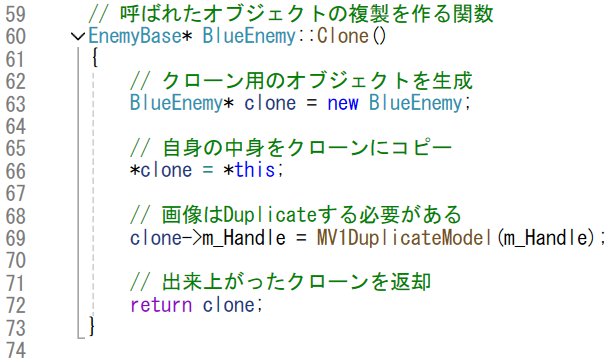 59 // 呼ばれたオブジェクトの複製を作る関数
60 EnemyBase* BlueEnemy::Clone()
61 {
62 // クローン用のオブジェクトを生成
63 BlueEnemy* clone = new BlueEnemy;
64
65 // 自身の中身をクローンにコピー
66 *clone = *this;
67
68 // 画像はDuplicateする必要がある
69 clone->m_Handle = MV1DuplicateModel(m_Handle);
70
71 // 出来上がったクローンを返却
72 return clone;
73 }
74